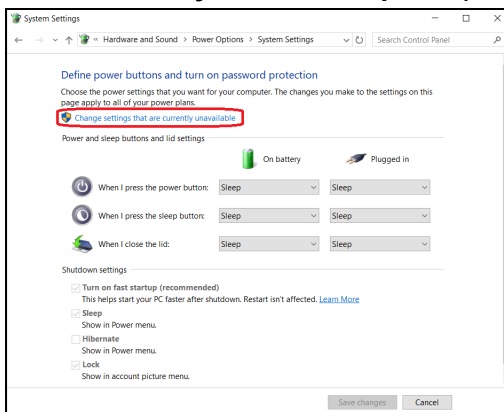 System Settings
« Hardware and Sound > Power Options > System Settings
Search Control Panel
Define power buttons and turn on password protection
Choose the power settings that you want for your computer. The changes you make to the settings on this
page apply to all of your power plans.
Change settings that are currently unavailable
Power and sleep buttons and lid settings
On battery Plugged in
When I press the power button: Sleep Sleep
When I press the sleep button: Sleep Sleep
When I close the lid: Sleep Sleep
Shutdown settings
Turn on fast startup (recommended)
This helps start your PC faster after shutdown. Restart isn't affected. Learn More
Sleep
Show in Power menu.
Hibernate
Show in Power menu.
Lock
Show in account picture menu.
Save changes Cancel